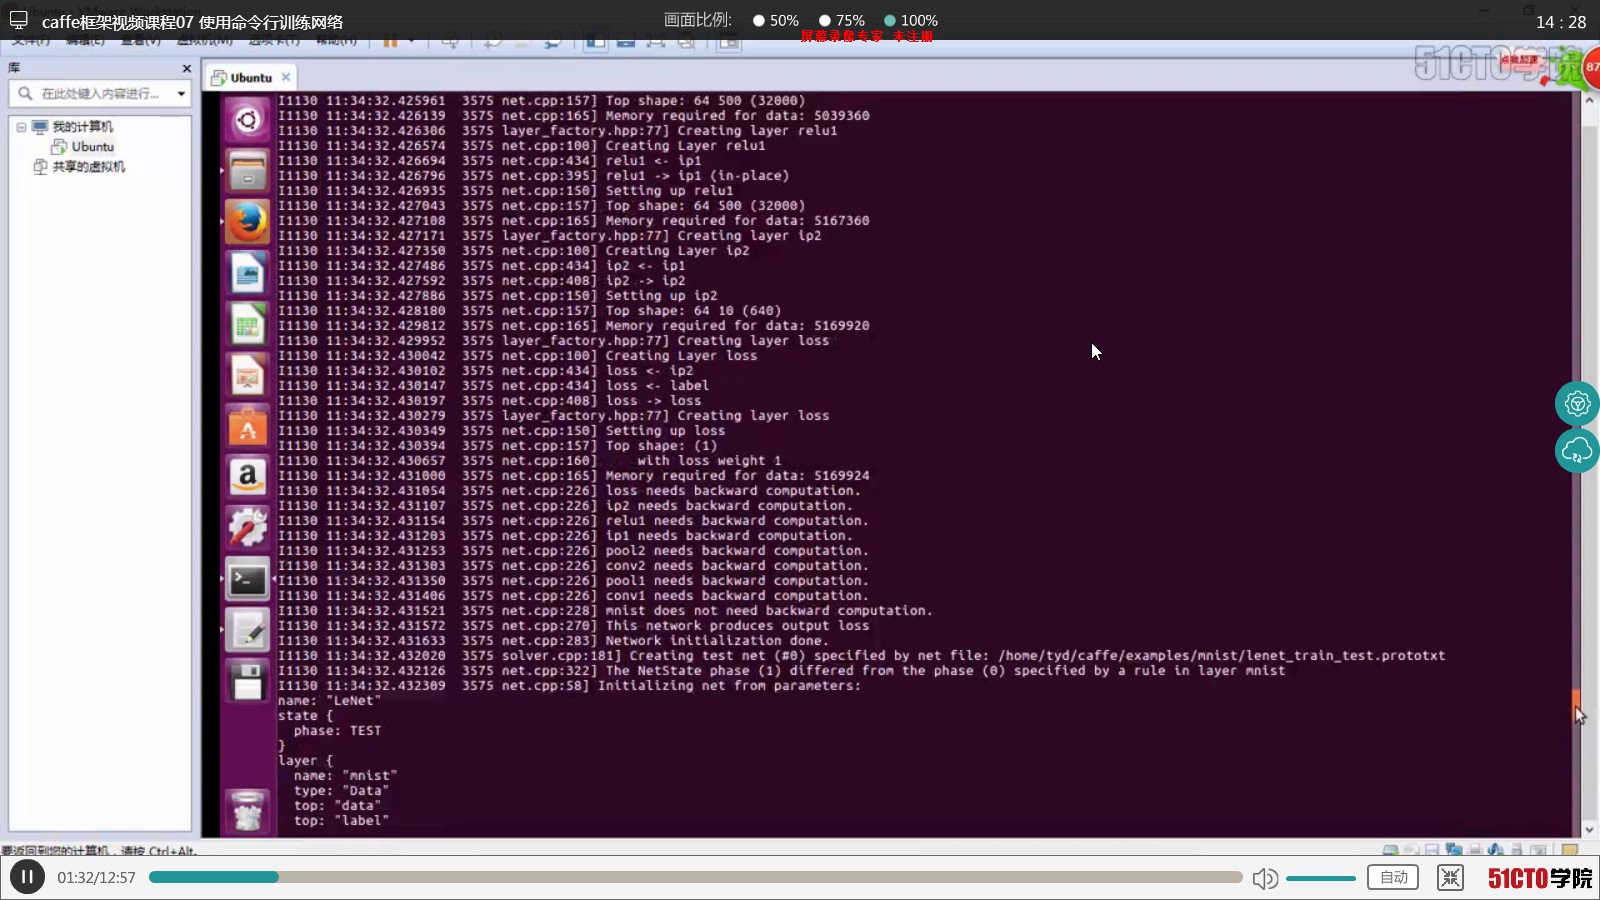 caffe框架视频课程07 使用命令行训练网络
画面比例: 50% 75% 100%
14 : 28
屏幕录像专家 未注册
文件(F) 编辑(E) 查看(V) 虚拟机(M) 选项卡(T) 帮助(H)
51CTO学院
87
库
Ubuntu
在此处键入内容进行...
我的计算机
Ubuntu
共享的虚拟机
I1130 11:34:32.425961 3575 net.cpp:157] Top shape: 64 500 (32000)
I1130 11:34:32.426139 3575 net.cpp:165] Memory required for data: 5039360
I1130 11:34:32.426306 3575 layer_factory.hpp:77] Creating layer relu1
I1130 11:34:32.426574 3575 net.cpp:100] Creating Layer relu1
I1130 11:34:32.426694 3575 net.cpp:434] relu1 <- ip1
I1130 11:34:32.426796 3575 net.cpp:395] relu1 -> ip1 (in-place)
I1130 11:34:32.426935 3575 net.cpp:150] Setting up relu1
I1130 11:34:32.427043 3575 net.cpp:157] Top shape: 64 500 (32000)
I1130 11:34:32.427108 3575 net.cpp:165] Memory required for data: 5167360
I1130 11:34:32.427171 3575 layer_factory.hpp:77] Creating layer ip2
I1130 11:34:32.427350 3575 net.cpp:100] Creating Layer ip2
I1130 11:34:32.427486 3575 net.cpp:434] ip2 <- ip1
I1130 11:34:32.427592 3575 net.cpp:408] ip2 -> ip2
I1130 11:34:32.427886 3575 net.cpp:150] Setting up ip2
I1130 11:34:32.428180 3575 net.cpp:157] Top shape: 64 10 (640)
I1130 11:34:32.429812 3575 net.cpp:165] Memory required for data: 5169920
I1130 11:34:32.429952 3575 layer_factory.hpp:77] Creating layer loss
I1130 11:34:32.430042 3575 net.cpp:100] Creating Layer loss
I1130 11:34:32.430102 3575 net.cpp:434] loss <- ip2
I1130 11:34:32.430147 3575 net.cpp:434] loss <- label
I1130 11:34:32.430197 3575 net.cpp:408] loss -> loss
I1130 11:34:32.430279 3575 layer_factory.hpp:77] Creating layer loss
I1130 11:34:32.430349 3575 net.cpp:150] Setting up loss
I1130 11:34:32.430394 3575 net.cpp:157] Top shape: (1)
I1130 11:34:32.430657 3575 net.cpp:160] with loss weight 1
I1130 11:34:32.431000 3575 net.cpp:165] Memory required for data: 5169924
I1130 11:34:32.431054 3575 net.cpp:226] loss needs backward computation.
I1130 11:34:32.431107 3575 net.cpp:226] ip2 needs backward computation.
I1130 11:34:32.431154 3575 net.cpp:226] relu1 needs backward computation.
I1130 11:34:32.431203 3575 net.cpp:226] ip1 needs backward computation.
I1130 11:34:32.431253 3575 net.cpp:226] pool2 needs backward computation.
I1130 11:34:32.431303 3575 net.cpp:226] conv2 needs backward computation.
I1130 11:34:32.431350 3575 net.cpp:226] pool1 needs backward computation.
I1130 11:34:32.431406 3575 net.cpp:226] conv1 needs backward computation.
I1130 11:34:32.431521 3575 net.cpp:228] mnist does not need backward computation.
I1130 11:34:32.431572 3575 net.cpp:270] This network produces output loss
I1130 11:34:32.431633 3575 net.cpp:283] Network initialization done.
I1130 11:34:32.432020 3575 solver.cpp:181] Creating test net (#0) specified by net file: /home/tyd/caffe/examples/mnist/lenet_train_test.prototxt
I1130 11:34:32.432126 3575 net.cpp:322] The NetState phase (1) differed from the phase (0) specified by a rule in layer mnist
I1130 11:34:32.432309 3575 net.cpp:58] Initializing net from parameters:
name: "LeNet"
state {
phase: TEST
}
layer {
name: "mnist"
type: "Data"
top: "data"
top: "label"
要返回到您的计算机，请按 Ctrl+Alt。
01:32/12:57
自动
51CTO学院